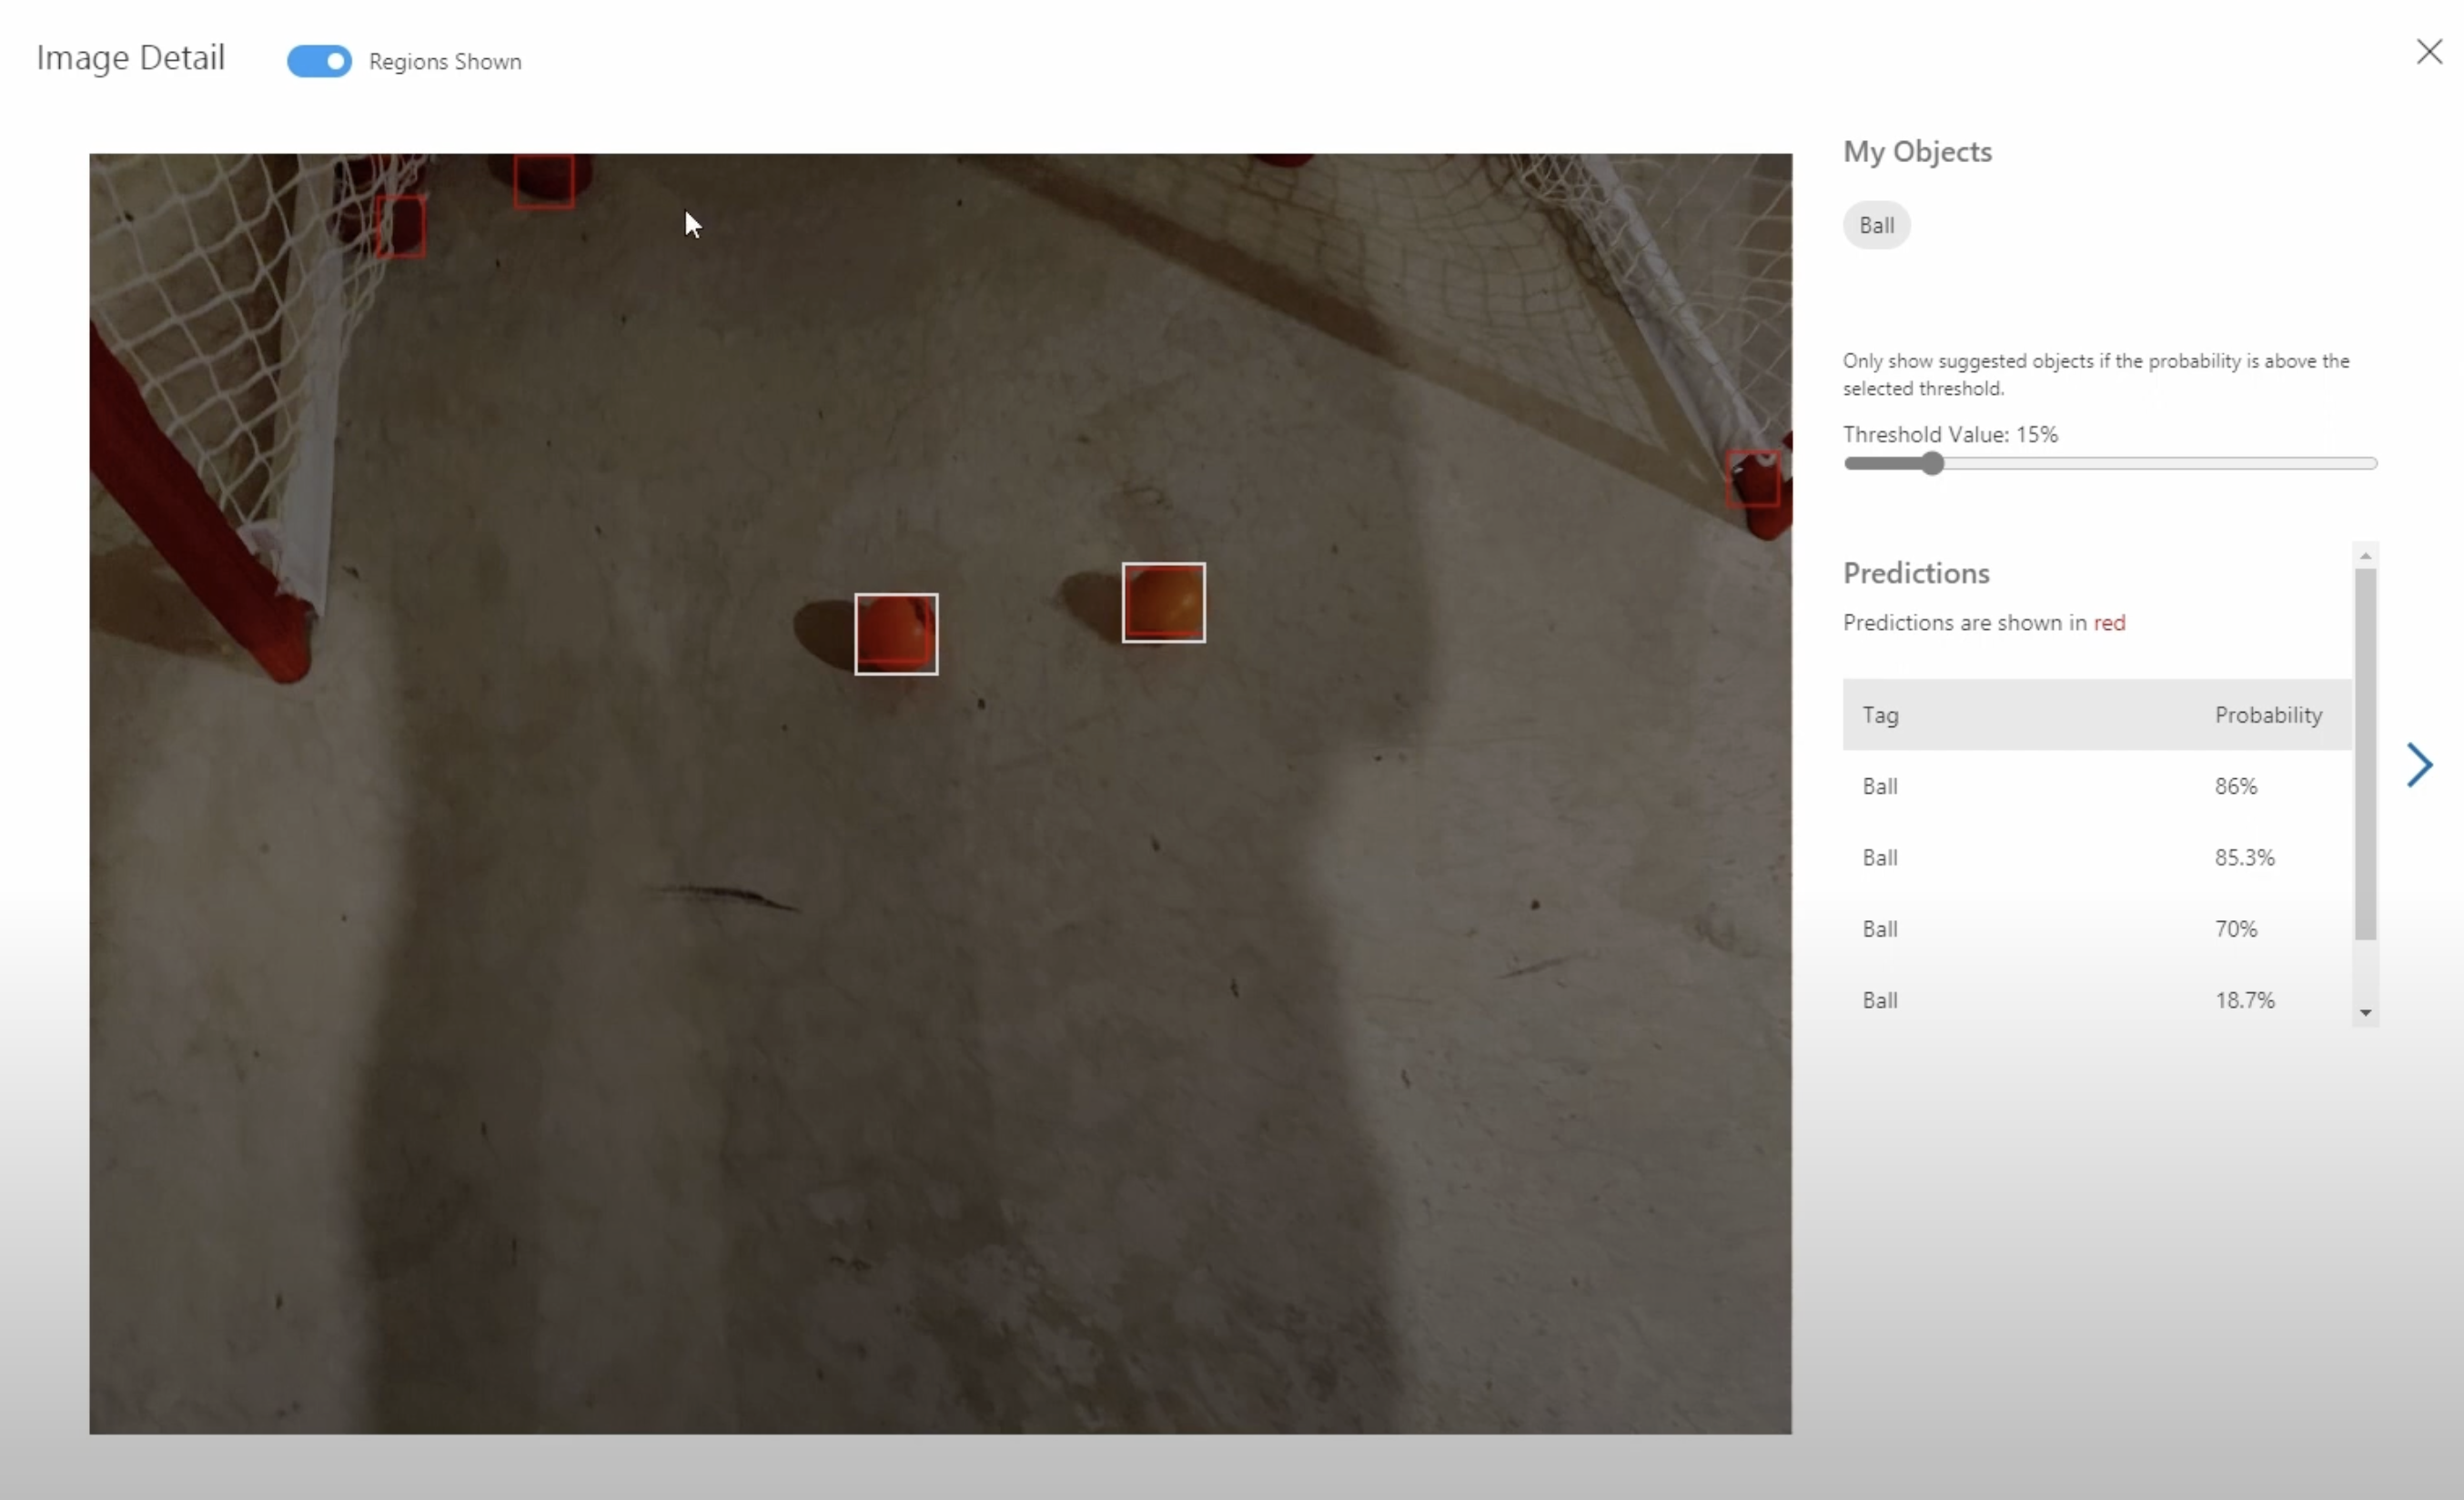 Image Detail
Regions Shown
My Objects
Ball
Only show suggested objects if the probability is above the
selected threshold.
Threshold Value: 15%
Predictions
Predictions are shown in red
Tag Probability
Ball 86%
Ball 85.3%
Ball 70%
Ball 18.7%